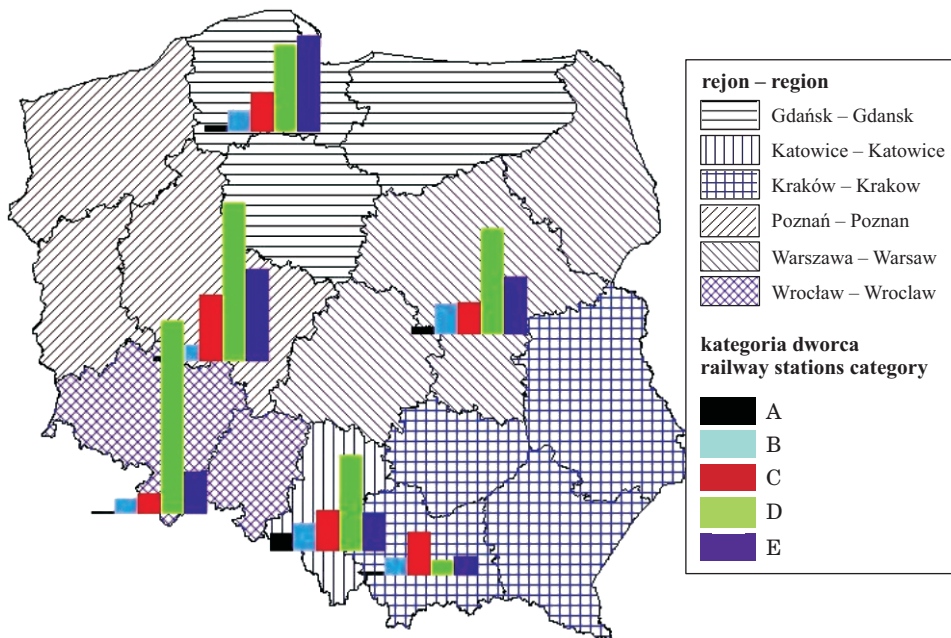 rejon – region
Gdańsk – Gdansk
Katowice – Katowice
Kraków – Krakow
Poznań – Poznan
Warszawa – Warsaw
Wrocław – Wroclaw
kategoria dworca
railway stations category
A
B
C
D
E